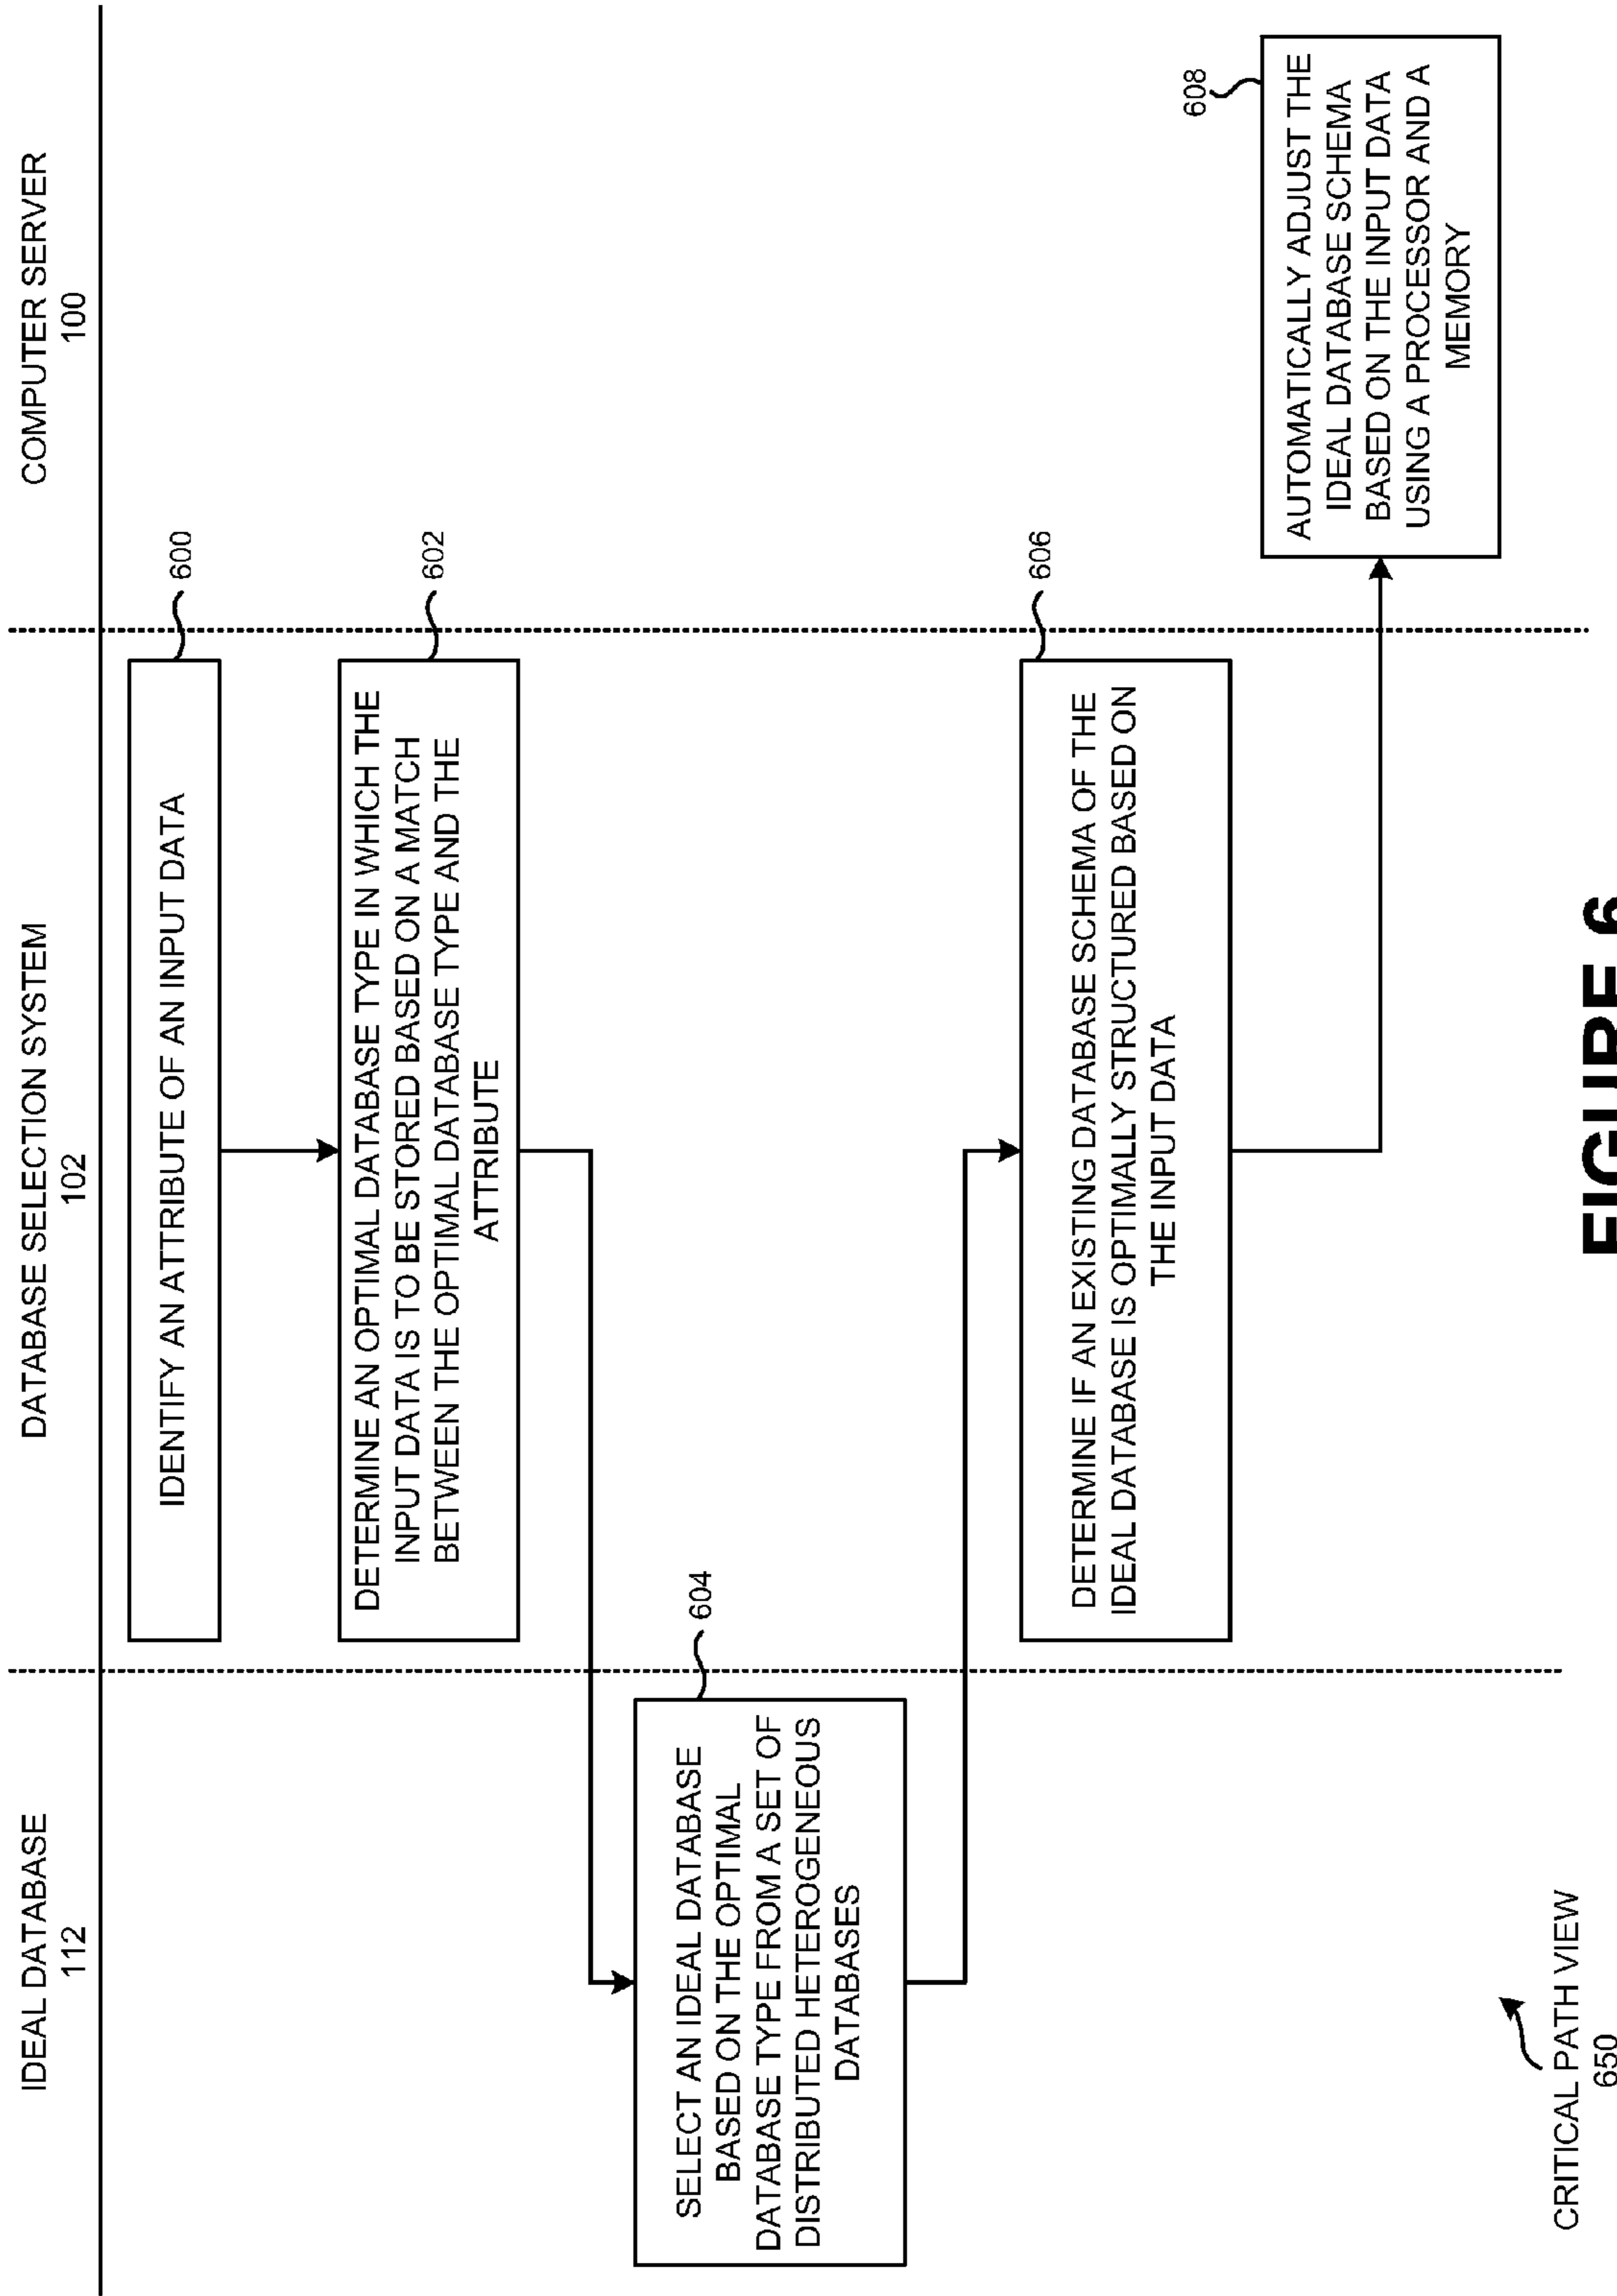 IDEAL DATABASE
112
DATABASE SELECTION SYSTEM
102
COMPUTER SERVER
100
600
IDENTIFY AN ATTRIBUTE OF AN INPUT DATA
602
DETERMINE AN OPTIMAL DATABASE TYPE IN WHICH THE
INPUT DATA IS TO BE STORED BASED ON A MATCH
BETWEEN THE OPTIMAL DATABASE TYPE AND THE
ATTRIBUTE
604
SELECT AN IDEAL DATABASE
BASED ON THE OPTIMAL
DATABASE TYPE FROM A SET OF
DISTRIBUTED HETEROGENEOUS
DATABASES
606
DETERMINE IF AN EXISTING DATABASE SCHEMA OF THE
IDEAL DATABASE IS OPTIMALLY STRUCTURED BASED ON
THE INPUT DATA
608
AUTOMATICALLY ADJUST THE
IDEAL DATABASE SCHEMA
BASED ON THE INPUT DATA
USING A PROCESSOR AND A
MEMORY
CRITICAL PATH VIEW
650
FIGURE 6